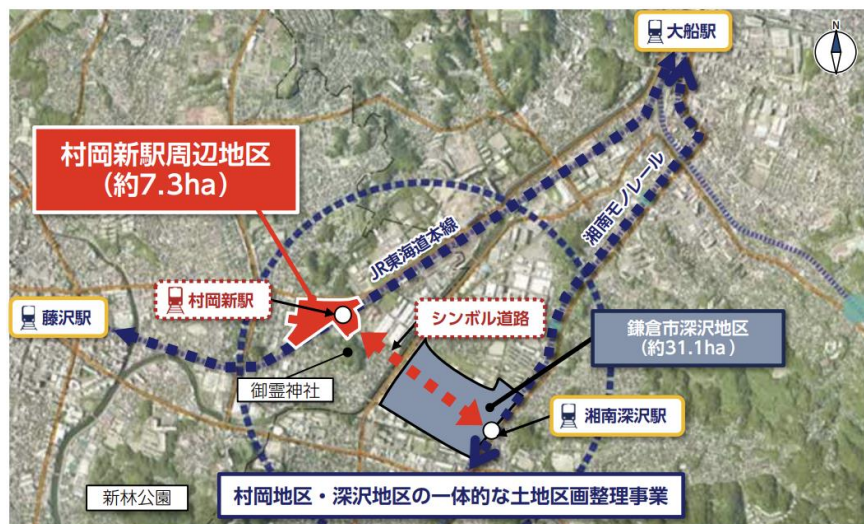 大船駅
N
村岡新駅周辺地区
(約7.3ha)
JR東海道本線
湘南モノレール
村岡新駅
藤沢駅
シンボル道路
鎌倉市深沢地区
(約31.1ha)
御霊神社
湘南深沢駅
新林公園
村岡地区・深沢地区の一体的な土地区画整理事業